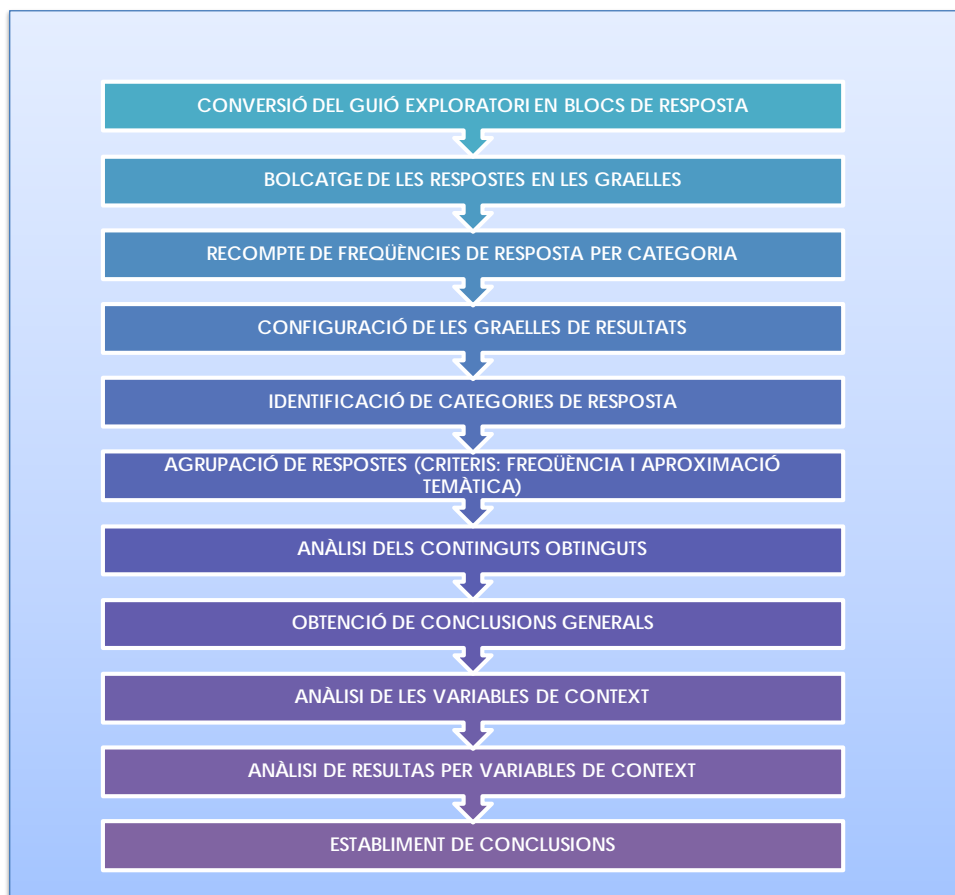 CONVERSIÓ DEL GUIÓ EXPLORATORI EN BLOCS DE RESPOSTA
BOLCATGE DE LES RESPOSTES EN LES GRAELLES
RECOMPTE DE FREQÜÈNCIES DE RESPOSTA PER CATEGORIA
CONFIGURACIÓ DE LES GRAELLES DE RESULTATS
IDENTIFICACIÓ DE CATEGORIES DE RESPOSTA
AGRUPACIÓ DE RESPOSTES (CRITERIS: FREQÜÈNCIA I APROXIMACIÓ
TEMÀTICA)
ANÀLISI DELS CONTINGUTS OBTINGUTS
OBTENCIÓ DE CONCLUSIONS GENERALS
ANÀLISI DE LES VARIABLES DE CONTEXT
ANÀLISI DE RESULTAS PER VARIABLES DE CONTEXT
ESTABLIMENT DE CONCLUSIONS